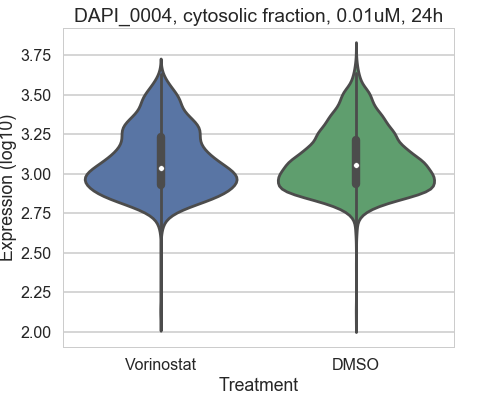 DAPI_0004, cytosolic fraction, 0.01uM, 24h
3.75
3.50
3.25
3.00
2.75
2.50
2.25
2.00
Expression (log10)
Vorinostat DMSO
Treatment